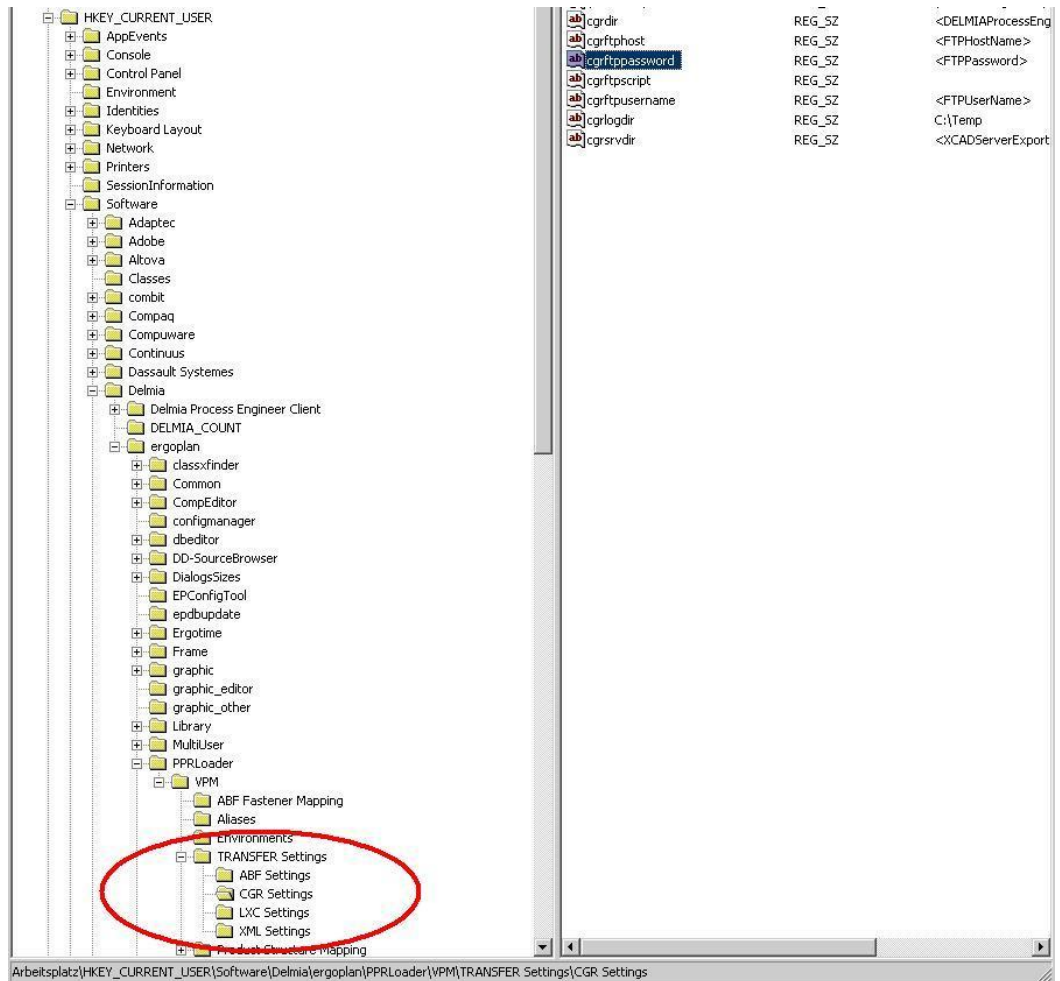 HKEY_CURRENT_USER
AppEvents
Console
Control Panel
Environment
Identities
Keyboard Layout
Network
Printers
SessionInformation
Software
Adaptec
Adobe
Altova
Classes
combit
Compaq
Compuware
Continuus
Dassault Systemes
Delmia
Delmia Process Engineer Client
DELMIA_COUNT
ergoplan
classxfinder
Common
CompEditor
configmanager
dbeditor
DD-SourceBrowser
DialogsSizes
EPConfigTool
epdbupdate
Ergotime
Frame
graphic
graphic_editor
graphic_other
Library
MultiUser
PPRLoader
VPM
ABF Fastener Mapping
Aliases
Environments
TRANSFER Settings
ABF Settings
CGR Settings
LXC Settings
XML Settings
Product Structure Mapping
cgrdir REG_SZ <DELMIAProcessEng
cgrftphost REG_SZ <FTPHostName>
cgrftppassword REG_SZ <FTPPassword>
cgrftpscript REG_SZ
cgrftpusername REG_SZ <FTPUserName>
cgrlogdir REG_SZ C:\Temp
cgrsrvdir REG_SZ <XCADServerExport
Arbeitsplatz\HKEY_CURRENT_USER\Software\Delmia\ergoplan\PPRLoader\VPM\TRANSFER Settings\CGR Settings